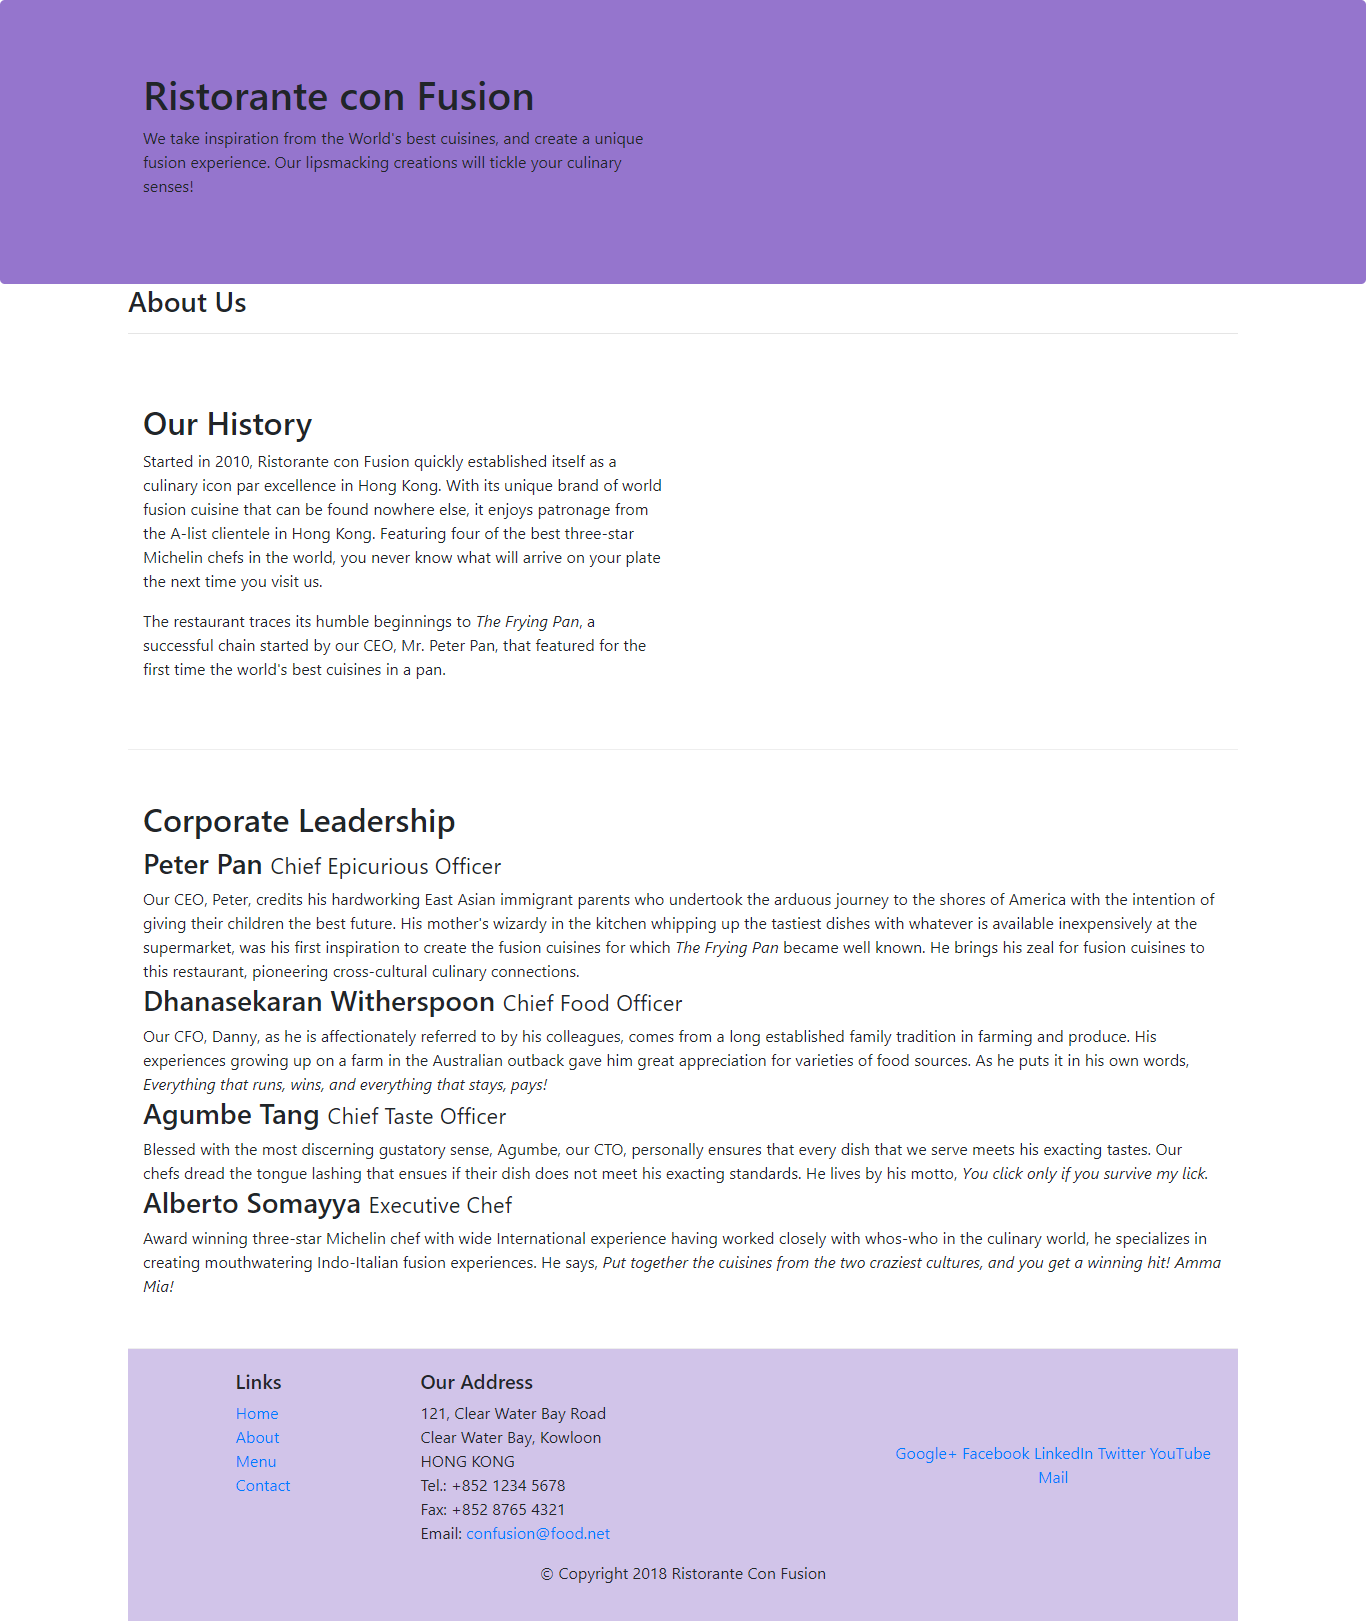 Ristorante con Fusion
We take inspiration from the World's best cuisines, and create a unique
fusion experience. Our lipsmacking creations will tickle your culinary
senses!
About Us
Our History
Started in 2010, Ristorante con Fusion quickly established itself as a
culinary icon par excellence in Hong Kong. With its unique brand of world
fusion cuisine that can be found nowhere else, it enjoys patronage from
the A-list clientele in Hong Kong. Featuring four of the best three-star
Michelin chefs in the world, you never know what will arrive on your plate
the next time you visit us.
The restaurant traces its humble beginnings to The Frying Pan, a
successful chain started by our CEO, Mr. Peter Pan, that featured for the
first time the world's best cuisines in a pan.
Corporate Leadership
Peter Pan Chief Epicurious Officer
Our CEO, Peter, credits his hardworking East Asian immigrant parents who undertook the arduous journey to the shores of America with the intention of
giving their children the best future. His mother's wizardy in the kitchen whipping up the tastiest dishes with whatever is available inexpensively at the
supermarket, was his first inspiration to create the fusion cuisines for which The Frying Pan became well known. He brings his zeal for fusion cuisines to
this restaurant, pioneering cross-cultural culinary connections.
Dhanasekaran Witherspoon Chief Food Officer
Our CFO, Danny, as he is affectionately referred to by his colleagues, comes from a long established family tradition in farming and produce. His
experiences growing up on a farm in the Australian outback gave him great appreciation for varieties of food sources. As he puts it in his own words,
Everything that runs, wins, and everything that stays, pays!
Agumbe Tang Chief Taste Officer
Blessed with the most discerning gustatory sense, Agumbe, our CTO, personally ensures that every dish that we serve meets his exacting tastes. Our
chefs dread the tongue lashing that ensues if their dish does not meet his exacting standards. He lives by his motto, You click only if you survive my lick.
Alberto Somayya Executive Chef
Award winning three-star Michelin chef with wide International experience having worked closely with whos-who in the culinary world, he specializes in
creating mouthwatering Indo-Italian fusion experiences. He says, Put together the cuisines from the two craziest cultures, and you get a winning hit! Amma
Mia!
Links
Home
About
Menu
Contact
Our Address
121, Clear Water Bay Road
Clear Water Bay, Kowloon
HONG KONG
Tel.: +852 1234 5678
Fax: +852 8765 4321
Email: confusion@food.net
Google+ Facebook LinkedIn Twitter YouTube
Mail
© Copyright 2018 Ristorante Con Fusion